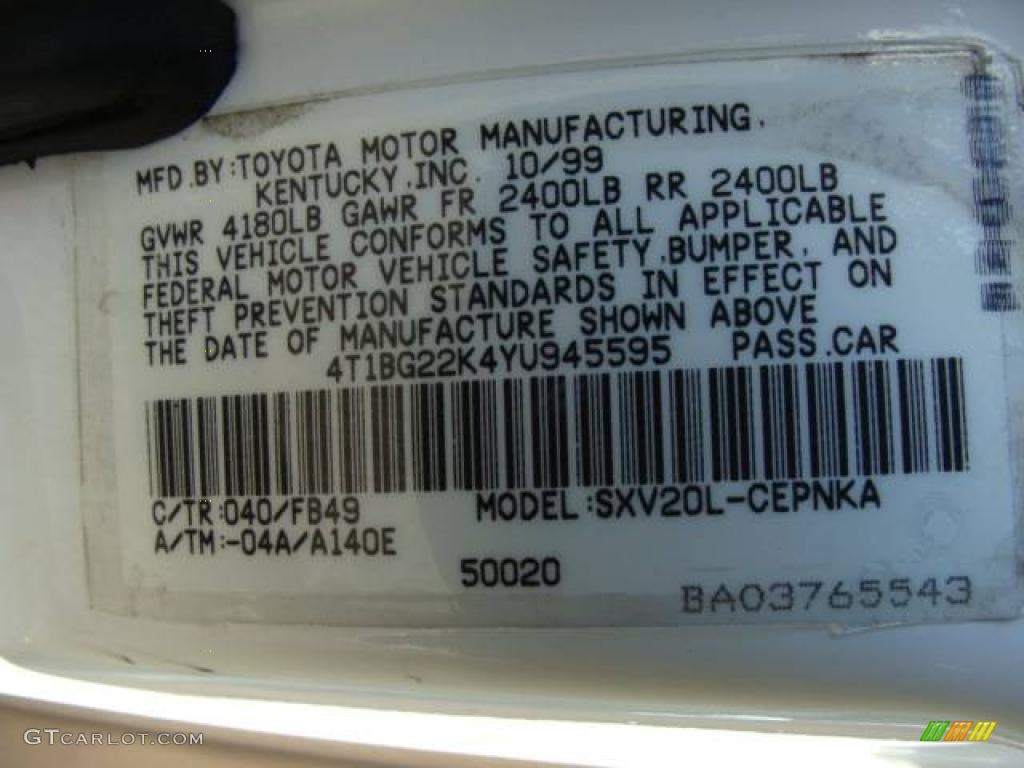 MFD.BY:TOYOTA MOTOR MANUFACTURING,
KENTUCKY,INC. 10/99
GVWR 4180LB GAWR FR 2400LB RR 2400LB
THIS VEHICLE CONFORMS TO ALL APPLICABLE
FEDERAL MOTOR VEHICLE SAFETY,BUMPER, AND
THEFT PREVENTION STANDARDS IN EFFECT ON
THE DATE OF MANUFACTURE SHOWN ABOVE
4T1BG22K4YU945595 PASS.CAR
C/TR:040/FB49 MODEL:SXV20L-CEPNKA
A/TM:-04A/A140E
50020
BA03765543
GTCARLOT.COM